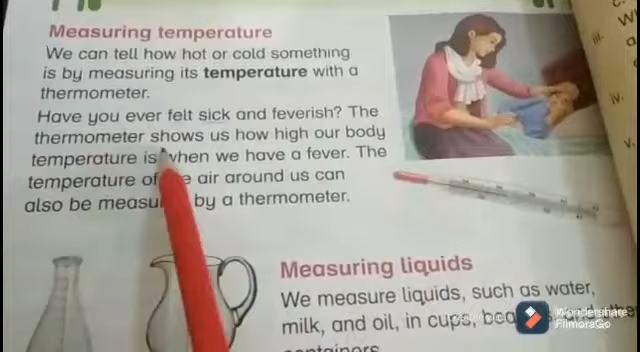 Measuring temperature
We can tell how hot or cold something
is by measuring its temperature with a
thermometer.
Have you ever felt sick and feverish? The
thermometer shows us how high our body
temperature is when we have a fever. The
temperature of air around us can
also be by a thermometer.
Measuring liquids
We measure liquids, such as water,
milk, and oil, in cups,
containers
iii.
iv.
v.
Wondershare
FilmoraGo